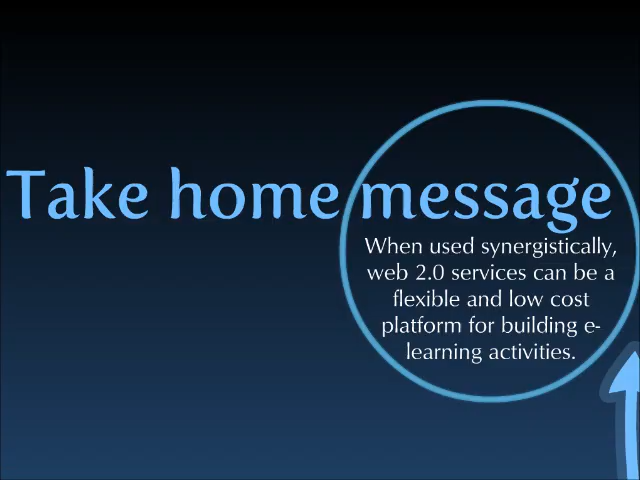 Take home message
When used synergistically,
web 2.0 services can be a
flexible and low cost
platform for building e-
learning activities.